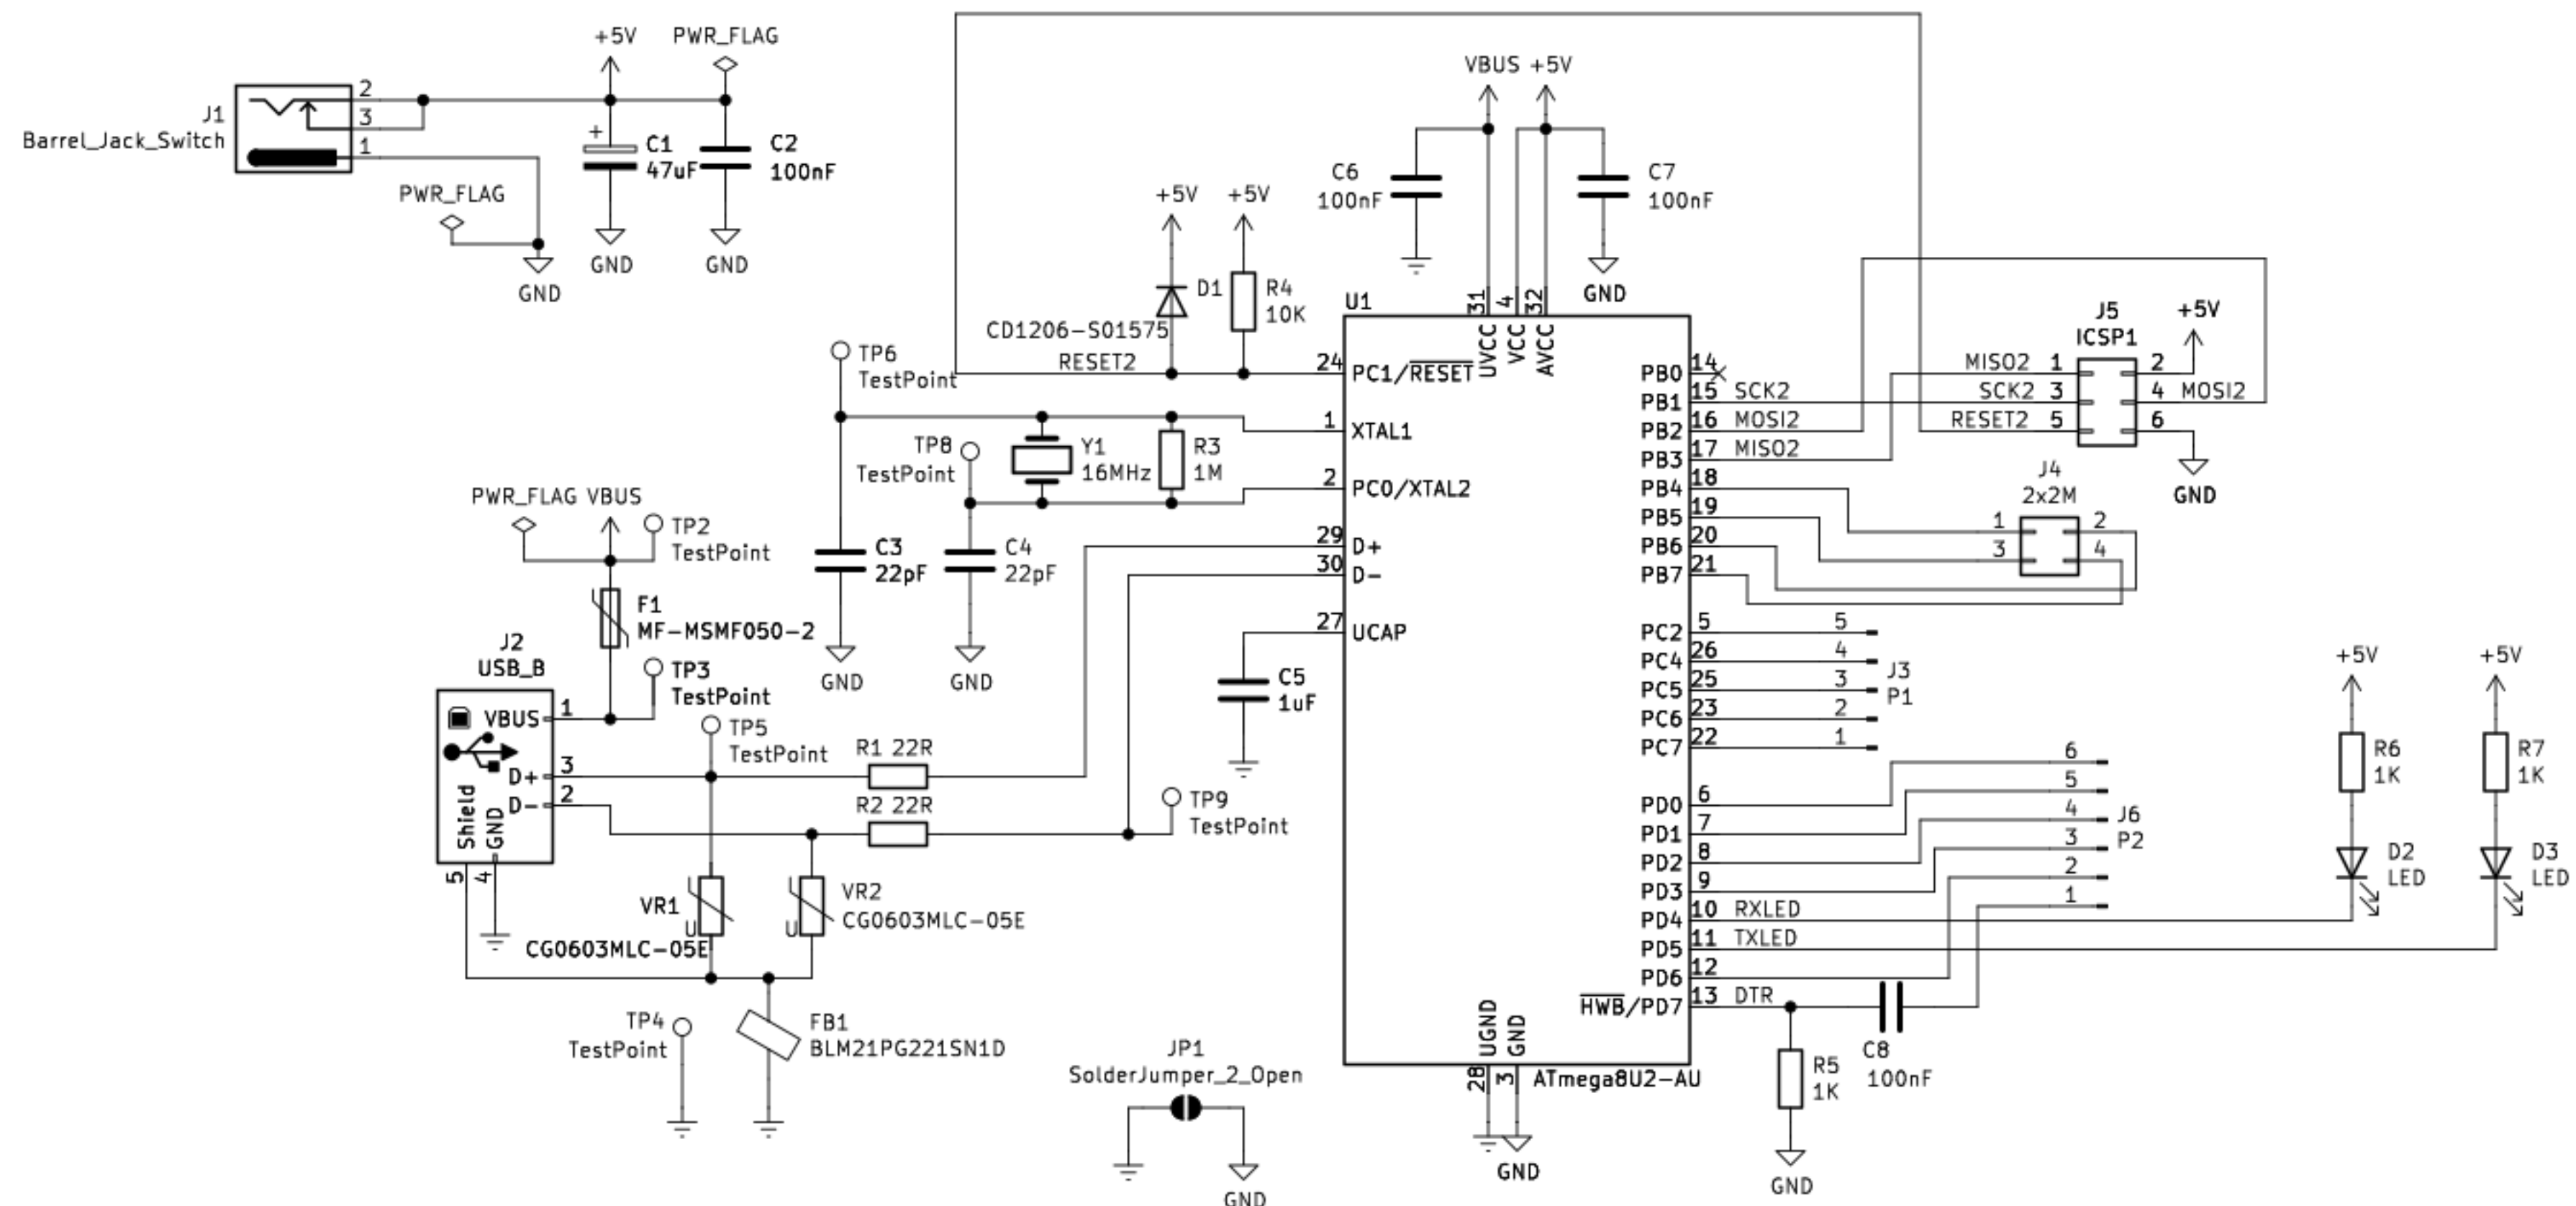 +5V PWR_FLAG
2
3
1
J1
Barrel_Jack_Switch
+
C1
47uF
C2
100nF
PWR_FLAG
GND
GND
GND
VBUS +5V
C6
100nF
C7
100nF
GND
+5V
+5V
D1
CD1206-S01575
R4
10K
RESET2
TP6
TestPoint
TP8
TestPoint
Y1
16MHz
R3
1M
C3
22pF
C4
22pF
GND
GND
C5
1uF
PWR_FLAG VBUS
TP2
TestPoint
F1
MF-MSMF050-2
J2
USB_B
TP3
TestPoint
VBUS
1
D+
3
D-
2
Shield
GND
5
4
TP5
TestPoint
R1 22R
R2 22R
TP9
TestPoint
VR1
U
CG0603MLC-05E
VR2
U
CG0603MLC-05E
TP4
TestPoint
FB1
BLM21PG221SN1D
JP1
SolderJumper_2_Open
GND
U1
31
4
32
UVCC
VCC
AVCC
24 PC1/RESET
1 XTAL1
2 PC0/XTAL2
29 D+
30 D-
27 UCAP
PB0 14
PB1 15 SCK2
PB2 16 MOSI2
PB3 17 MISO2
PB4 18
PB5 19
PB6 20
PB7 21
PC2 5
PC4 26
PC5 25
PC6 23
PC7 22
PD0 6
PD1 7
PD2 8
PD3 9
PD4 10 RXLED
PD5 11 TXLED
PD6 12
HWB/PD7 13 DTR
UGND
GND
28
3
ATmega8U2-AU
GND
J5
ICSP1
+5V
MISO2 1
2
SCK2 3
4 MOSI2
RESET2 5
6
GND
J4
2x2M
1
2
3
4
5
4
3
2
1
J3
P1
6
5
4
3
2
1
J6
P2
R5
1K
C8
100nF
GND
+5V
R6
1K
D2
LED
+5V
R7
1K
D3
LED